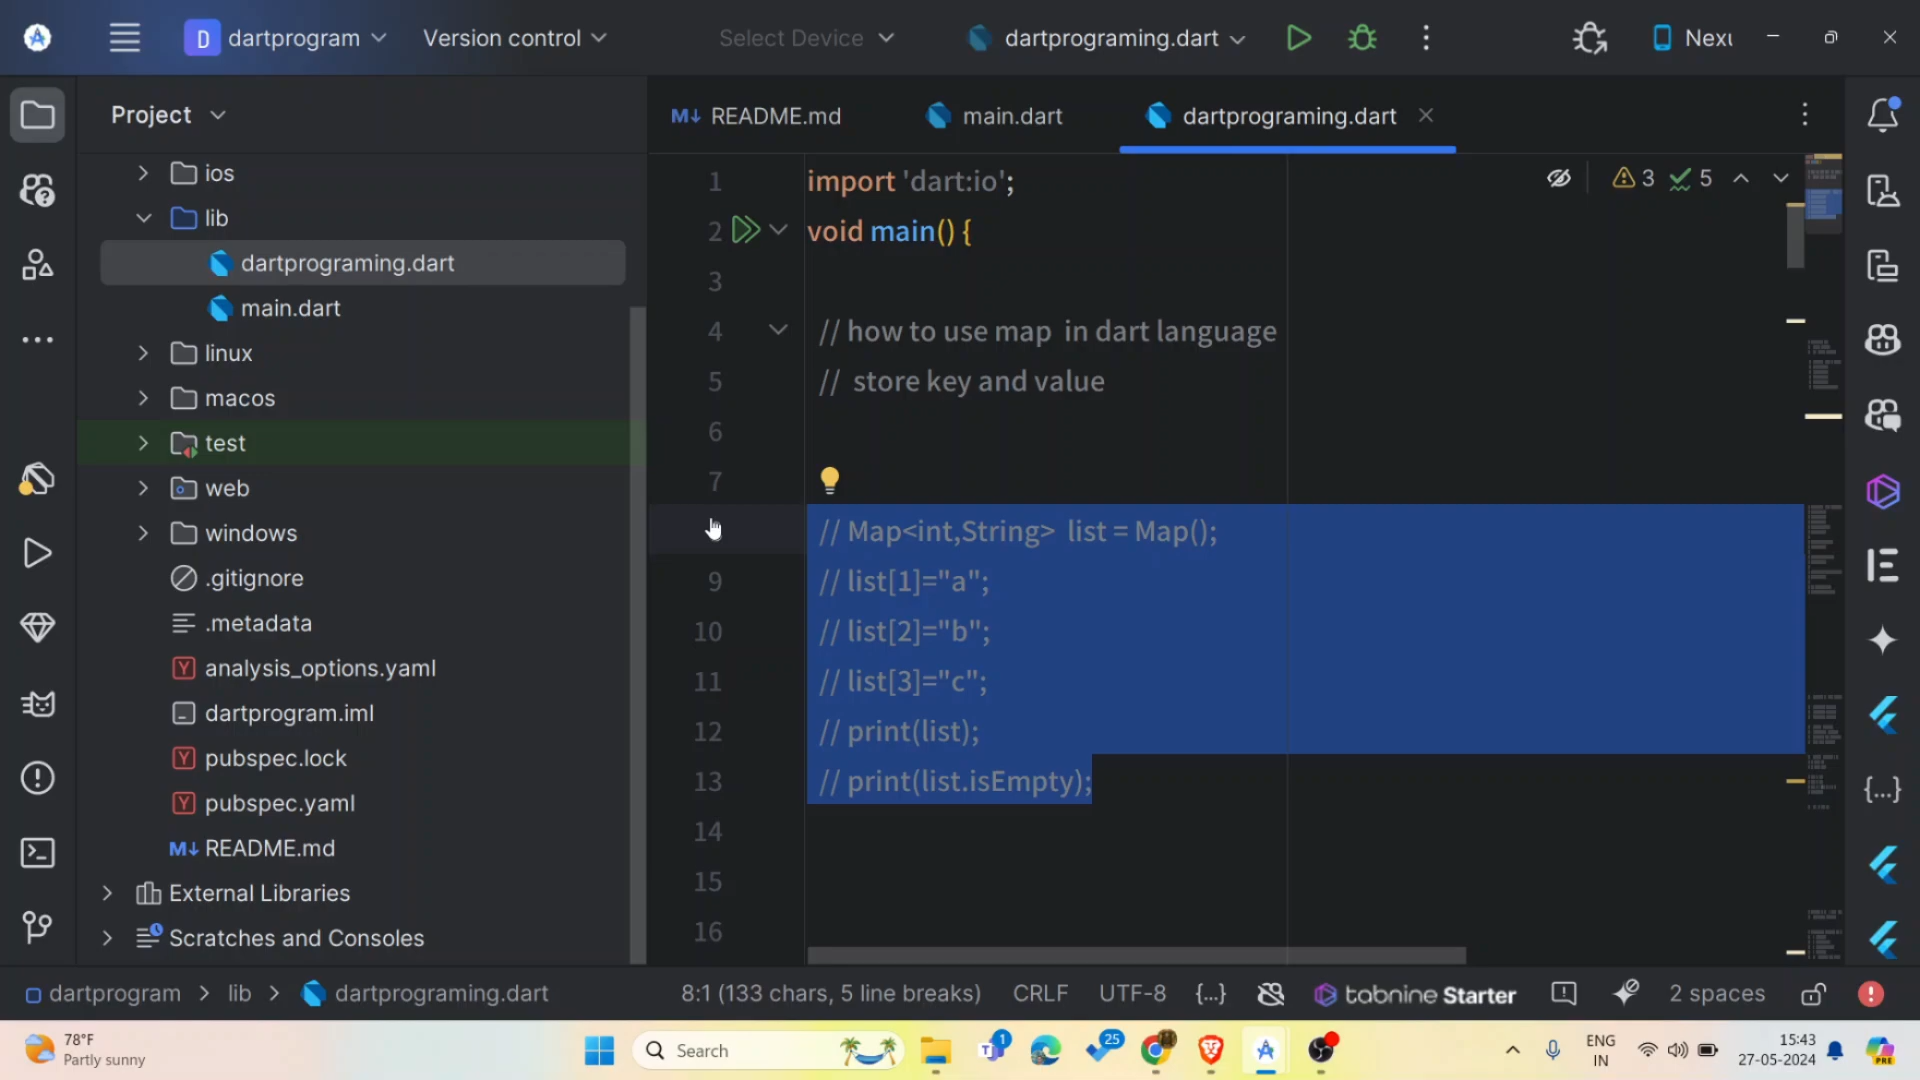 D dartprogram
Version control
Select Device
dartprograming.dart
Nexu
Project
README.md
main.dart
dartprograming.dart
ios
lib
dartprograming.dart
main.dart
linux
macos
test
web
windows
.gitignore
.metadata
analysis_options.yaml
dartprogram.iml
pubspec.lock
pubspec.yaml
README.md
External Libraries
Scratches and Consoles
3 5
1 import 'dart:io';
2 void main() {
3
4 // how to use map  in dart language
5 //  store key and value
6
7
// Map<int,String>  list = Map();
9 // list[1]="a";
10 // list[2]="b";
11 // list[3]="c";
12 // print(list);
13 // print(list.isEmpty);
14
15
16
dartprogram > lib > dartprograming.dart
8:1 (133 chars, 5 line breaks)
CRLF
UTF-8
{...}
tabnine Starter
2 spaces
78°F
Partly sunny
Search
1
25
ENG
IN
15:43
27-05-2024
PRE